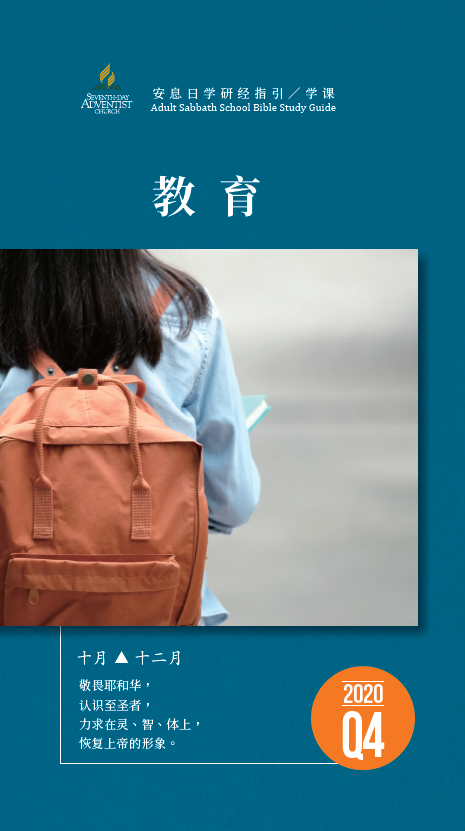 SEVENTH-DAY
ADVENTIST
CHURCH
安息日学研经指引／学课
Adult Sabbath School Bible Study Guide
教育
十月▲十二月
敬畏耶和华，
认识至圣者，
力求在灵、智、体上，
恢复上帝的形象。
2020
Q4